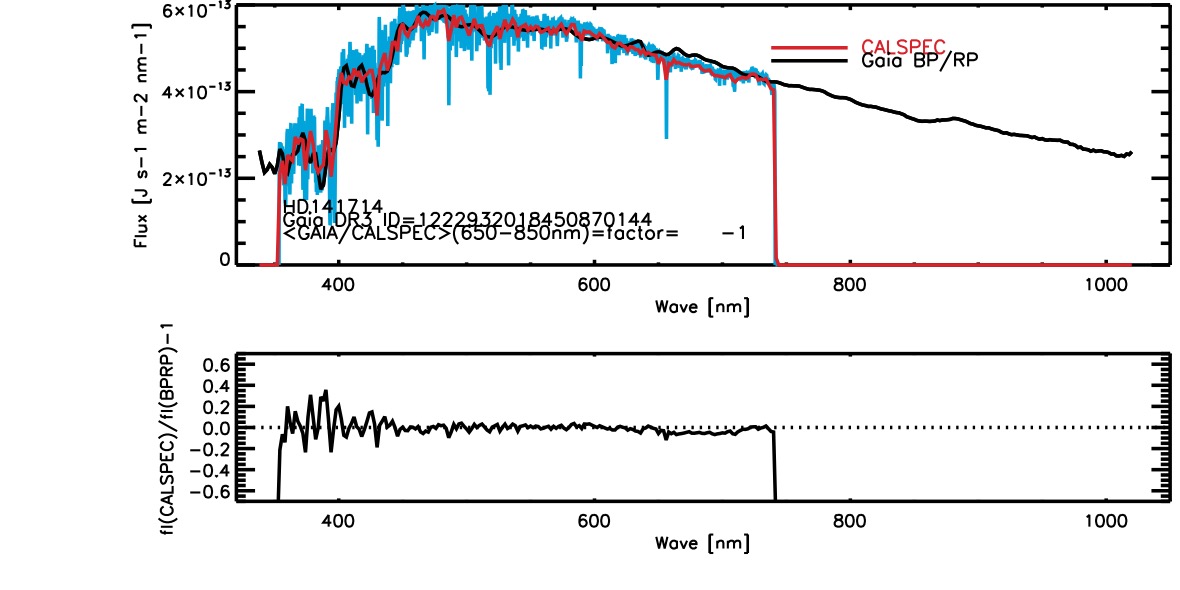 6×10−13
4×10−13
2×10−13
0
Flux [J s−1 m−2 nm−1]
CALSPEC
Gaia BP/RP
HD141714
Gaia DR3 ID=1222932018450870144
<GAIA/CALSPEC>(650−850nm)=factor= −1
400 600 800 1000
Wave [nm]
fl(CALSPEC)/fl(BPRP)−1
0.6
0.4
0.2
0.0
−0.2
−0.4
−0.6
400 600 800 1000
Wave [nm]